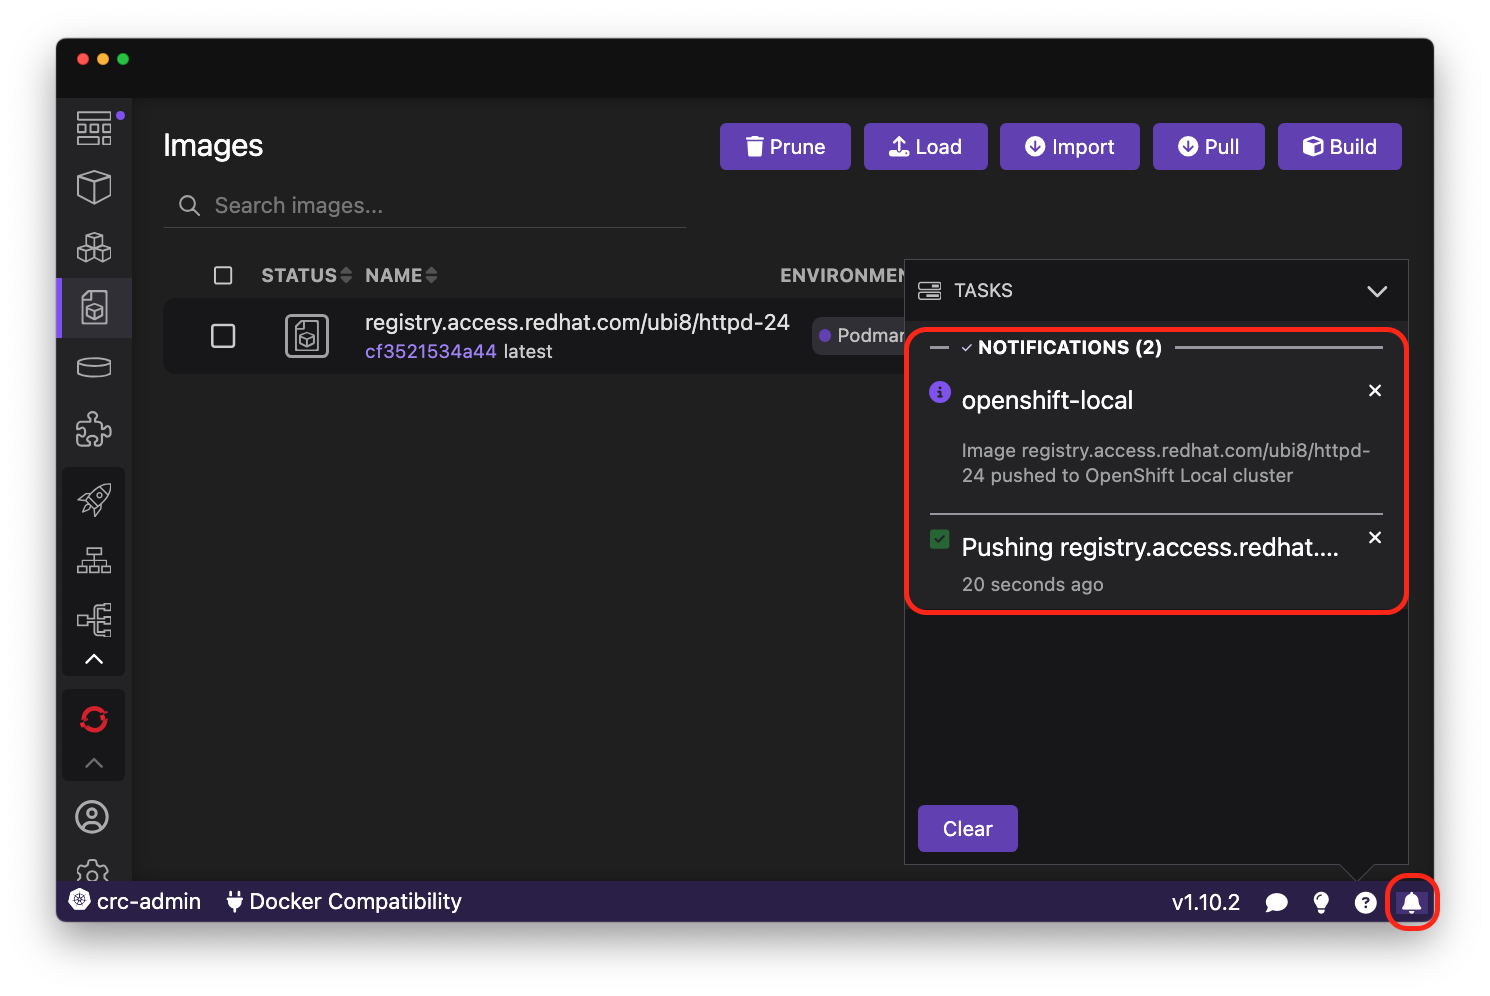 Images
Prune
Load
Import
Pull
Build
Search images...
STATUS NAME ENVIRONMEN
registry.access.redhat.com/ubi8/httpd-24
cf3521534a44 latest
Podman
TASKS
NOTIFICATIONS (2)
openshift-local
Image registry.access.redhat.com/ubi8/httpd-
24 pushed to OpenShift Local cluster
Pushing registry.access.redhat....
20 seconds ago
Clear
crc-admin
Docker Compatibility
v1.10.2